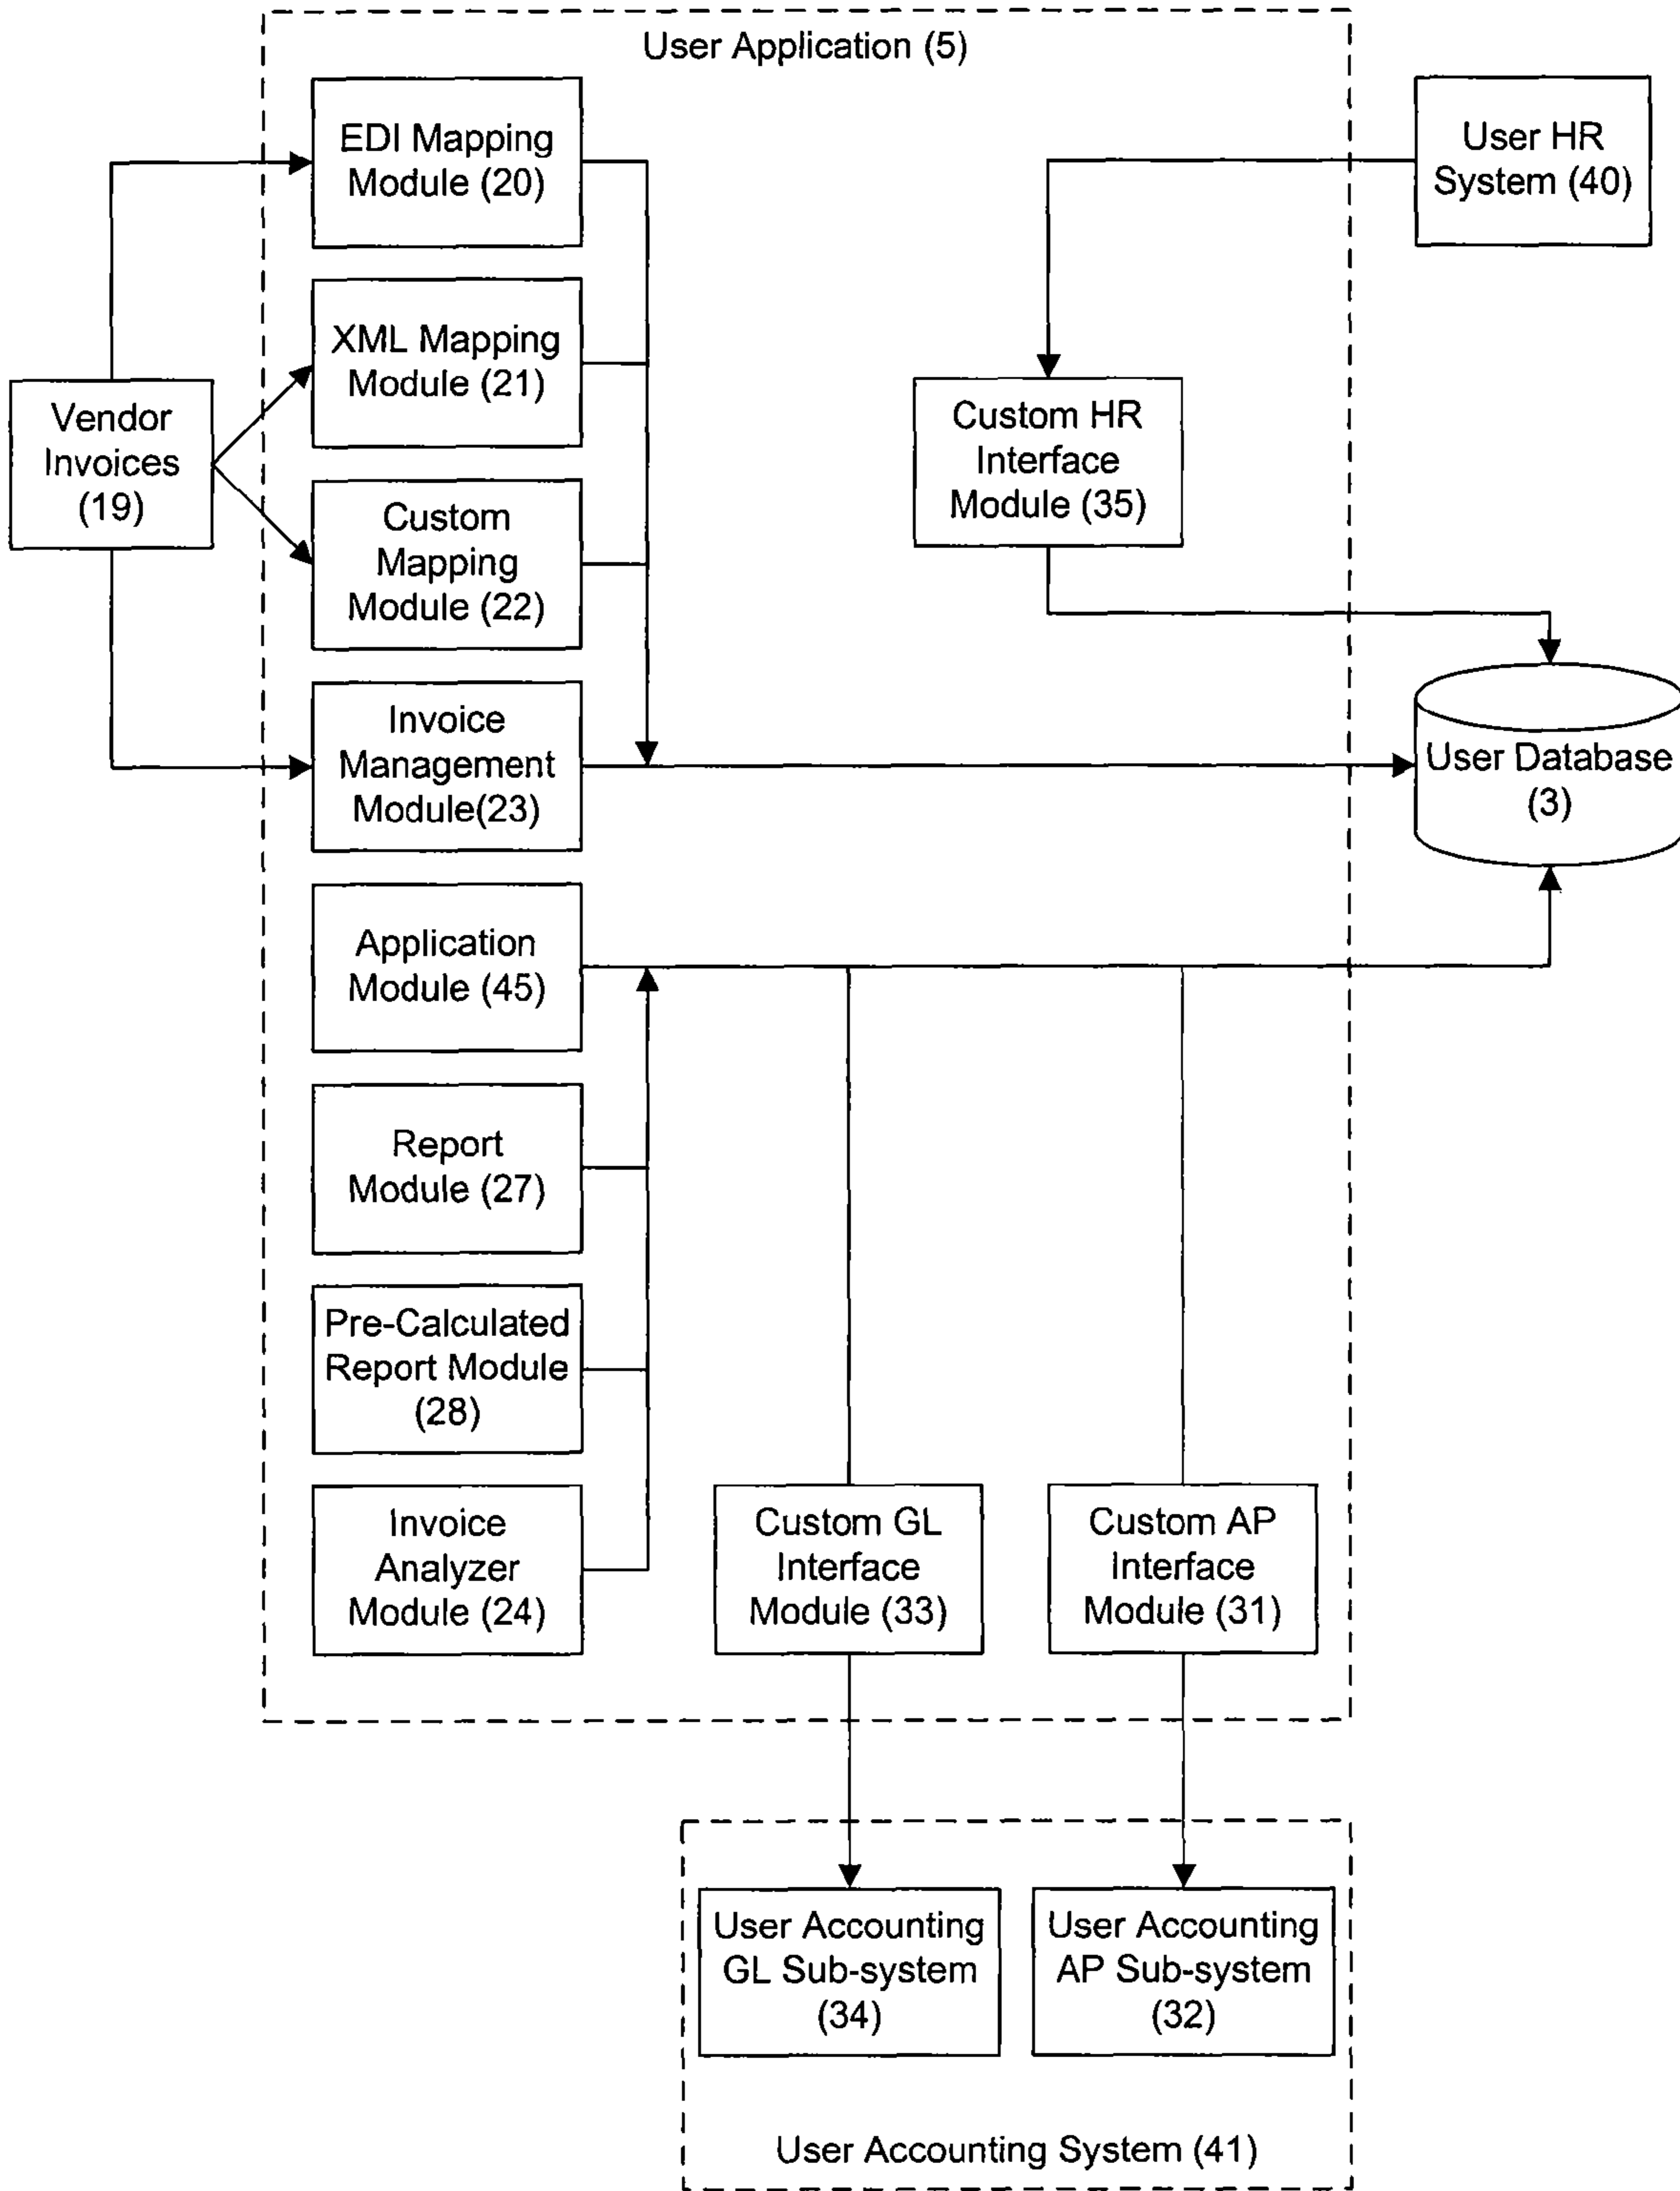 User Application (5)
EDI Mapping
Module (20)
User HR
System (40)
XML Mapping
Module (21)
Vendor
Invoices
(19)
Custom HR
Interface
Module (35)
Custom
Mapping
Module (22)
Invoice
Management
Module(23)
User Database
(3)
Application
Module (45)
Report
Module (27)
Pre-Calculated
Report Module
(28)
Invoice
Analyzer
Module (24)
Custom GL
Interface
Module (33)
Custom AP
Interface
Module (31)
User Accounting
GL Sub-system
(34)
User Accounting
AP Sub-system
(32)
User Accounting System (41)